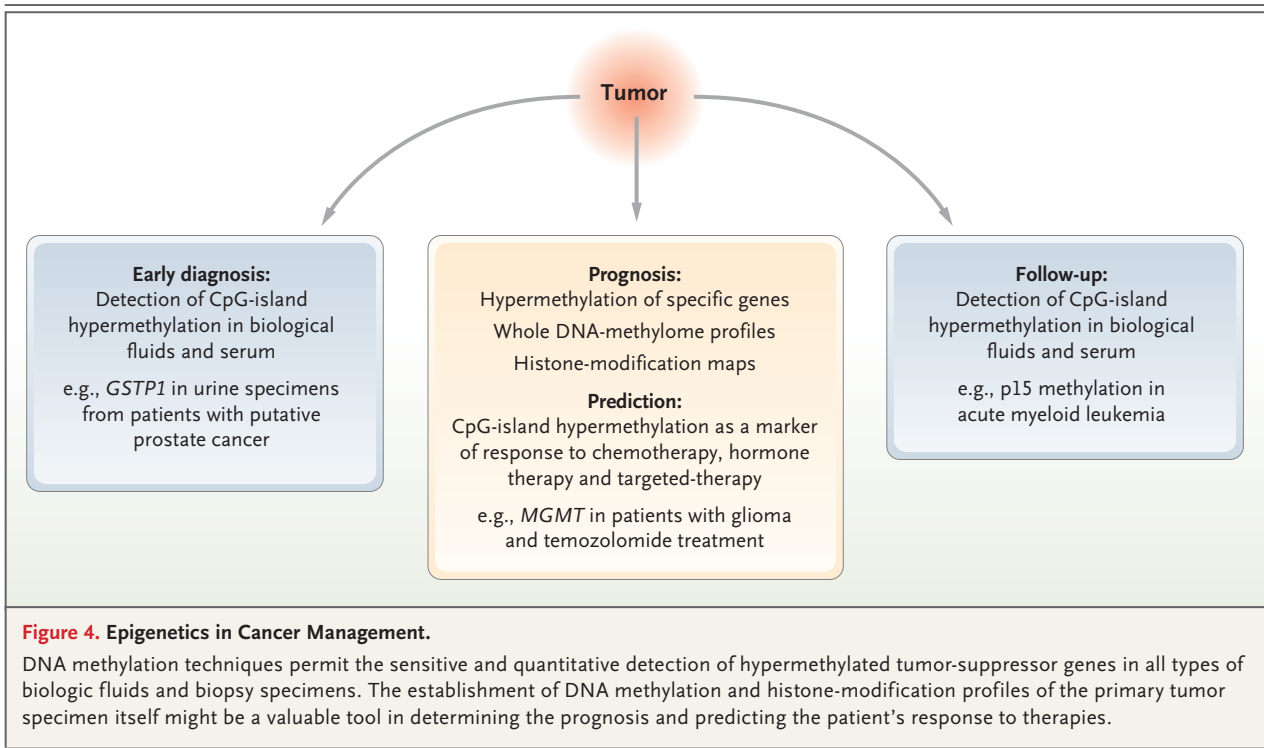 Tumor
Early diagnosis:
Detection of CpG-island
hypermethylation in biological
fluids and serum
e.g., GSTP1 in urine specimens
from patients with putative
prostate cancer
Prognosis:
Hypermethylation of specific genes
Whole DNA-methylome profiles
Histone-modification maps
Prediction:
CpG-island hypermethylation as a marker
of response to chemotherapy, hormone
therapy and targeted-therapy
e.g., MGMT in patients with glioma
and temozolomide treatment
Follow-up:
Detection of CpG-island
hypermethylation in biological
fluids and serum
e.g., p15 methylation in
acute myeloid leukemia
Figure 4. Epigenetics in Cancer Management.
DNA methylation techniques permit the sensitive and quantitative detection of hypermethylated tumor-suppressor genes in all types of
biologic fluids and biopsy specimens. The establishment of DNA methylation and histone-modification profiles of the primary tumor
specimen itself might be a valuable tool in determining the prognosis and predicting the patient's response to therapies.